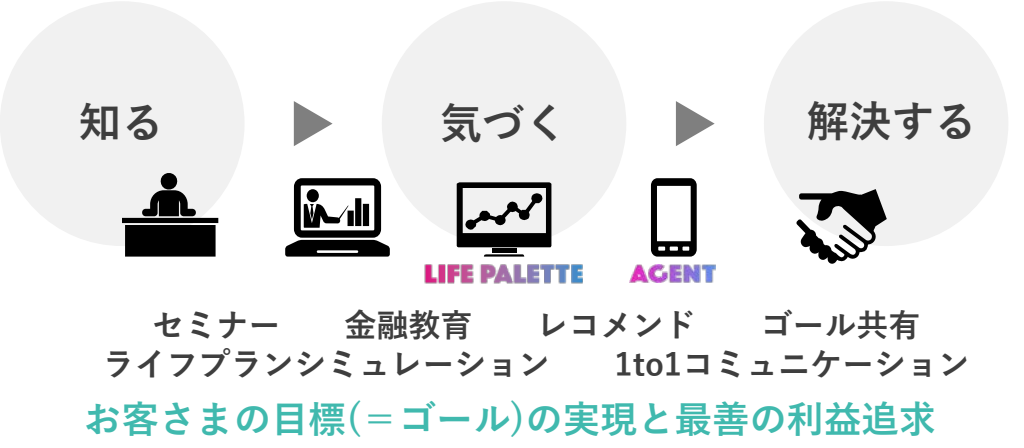 知る 気づく 解決する
LIFE PALETTE AGENT
セミナー 金融教育 レコメンド ゴール共有
ライフプランシミュレーション 1to1コミュニケーション
お客さまの目標(＝ゴール)の実現と最善の利益追求